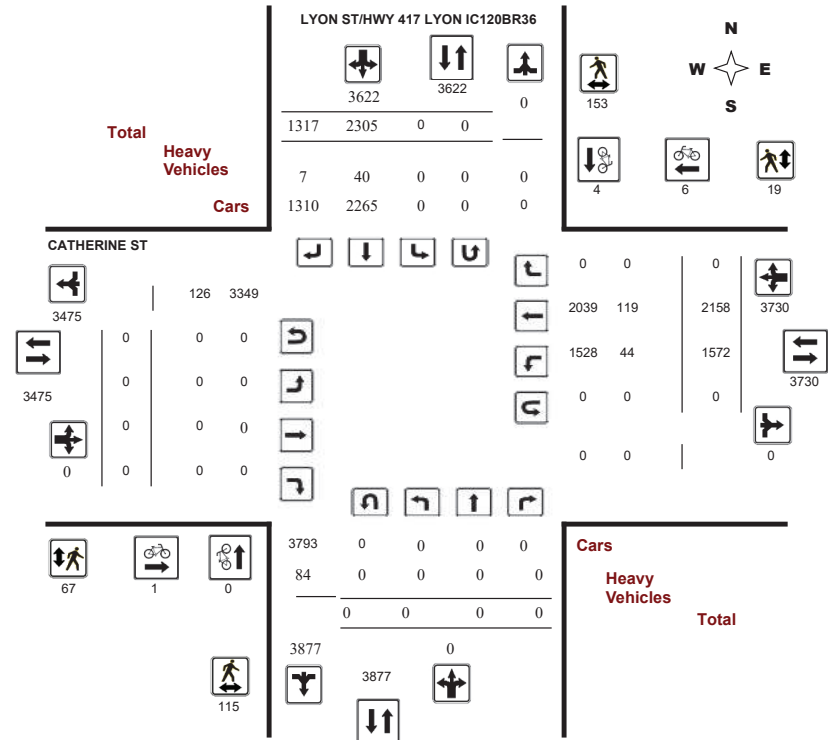 LYON ST/HWY 417 LYON IC120BR36
N
W E
S
3622
3622
0
153
Total
1317 2305 0 0
Heavy
Vehicles
7 40 0 0 0
Cars
1310 2265 0 0 0
4 6 19
CATHERINE ST
126 3349
3475
0 0 0
3475
0 0 0
0 0 0
0 0 0 0
0 0 0
2039 119 2158 3730
1528 44 1572
3730
0 0 0
0 0 0
67 1 0
115
3793 0 0 0 0
84 0 0 0 0
0 0 0 0
3877 0
3877
Cars
Heavy
Vehicles
Total